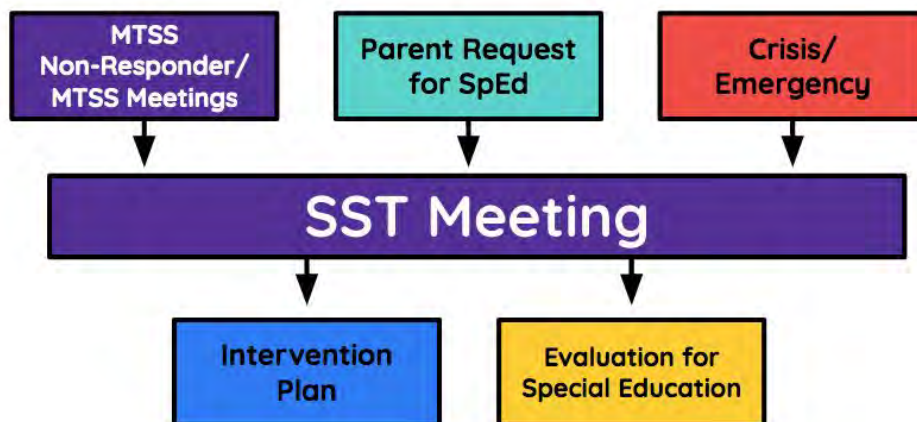 MTSS
Non-Responder/
MTSS Meetings
Parent Request
for SpEd
Crisis/
Emergency
SST Meeting
Intervention
Plan
Evaluation for
Special Education